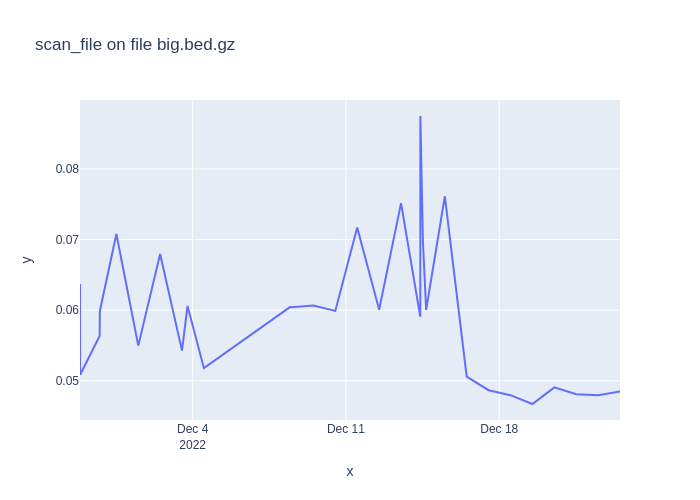 scan_file on file big.bed.gz
0.08
0.07
0.06
0.05
y
Dec 4
2022
Dec 11
Dec 18
x